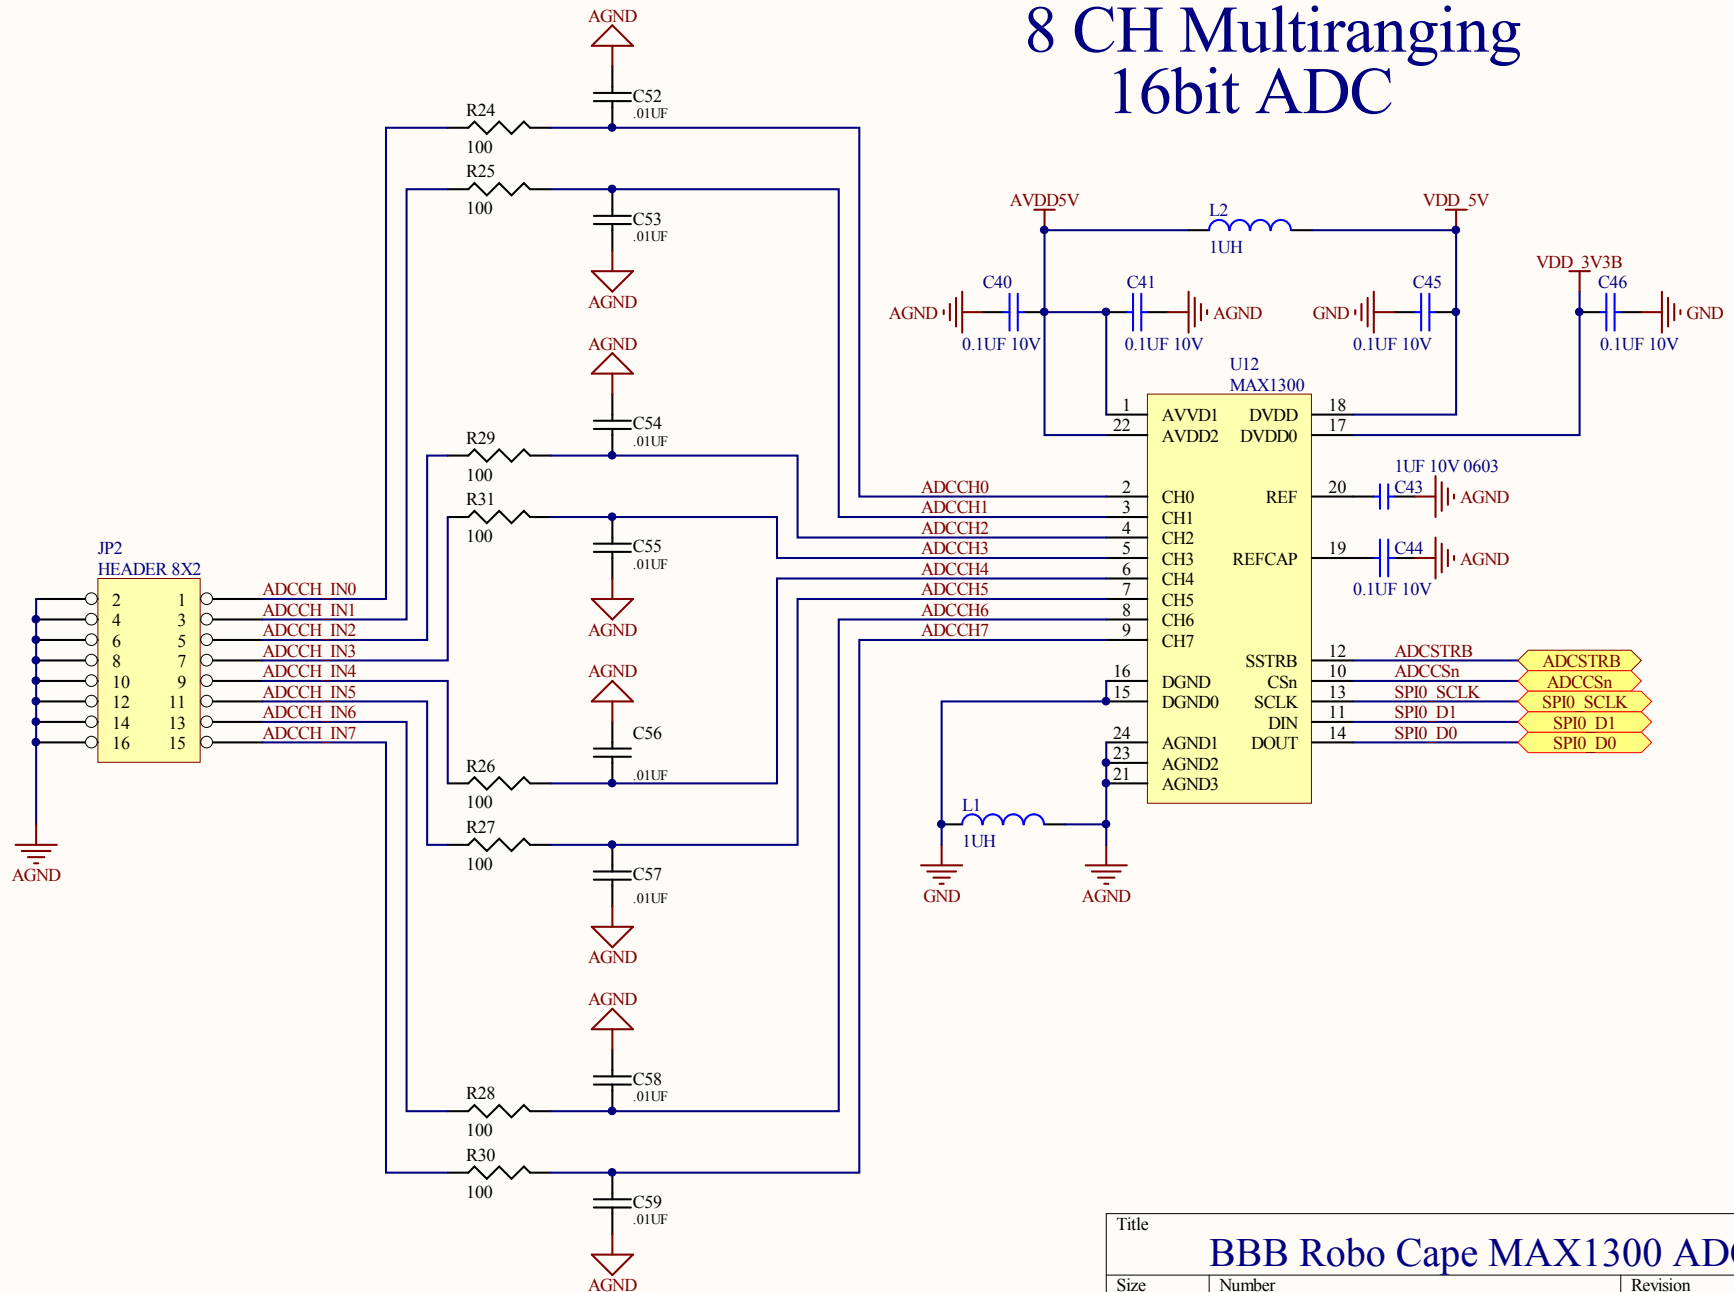 8 CH Multiranging
16bit ADC
AGND
C52
.01UF
R24
100
R25
100
C53
.01UF
AGND
AGND
C54
.01UF
R29
100
R31
100
C55
.01UF
AGND
JP2
HEADER 8X2
2 1 ADCCH_IN0
4 3 ADCCH_IN1
6 5 ADCCH_IN2
8 7 ADCCH_IN3
10 9 ADCCH_IN4
12 11 ADCCH_IN5
14 13 ADCCH_IN6
16 15 ADCCH_IN7
AGND
AGND
C56
.01UF
R26
100
R27
100
C57
.01UF
AGND
AGND
C58
.01UF
R28
100
R30
100
C59
.01UF
AGND
AVDD5V
L2
1UH
VDD_5V
VDD_3V3B
AGND
C40
0.1UF 10V
C41
0.1UF 10V
AGND
GND
C45
0.1UF 10V
C46
0.1UF 10V
GND
U12
MAX1300
1 AVVD1 DVDD 18
22 AVDD2 DVDD0 17
ADCCH0 2 CH0 REF 20
ADCCH1 3 CH1
ADCCH2 4 CH2
ADCCH3 5 CH3 REFCAP 19
ADCCH4 6 CH4
ADCCH5 7 CH5
ADCCH6 8 CH6
ADCCH7 9 CH7
1UF 10V 0603
C43
AGND
C44
AGND
0.1UF 10V
SSTRB 12 ADCSTRB ADCSTRB
16 DGND CSn 10 ADCCSn ADCCSn
15 DGND0 SCLK 13 SPI0_SCLK SPI0_SCLK
DIN 11 SPI0_D1 SPI0_D1
24 AGND1 DOUT 14 SPI0_D0 SPI0_D0
23 AGND2
21 AGND3
L1
1UH
GND
AGND
Title
BBB Robo Cape MAX1300 AD
Size Number Revision